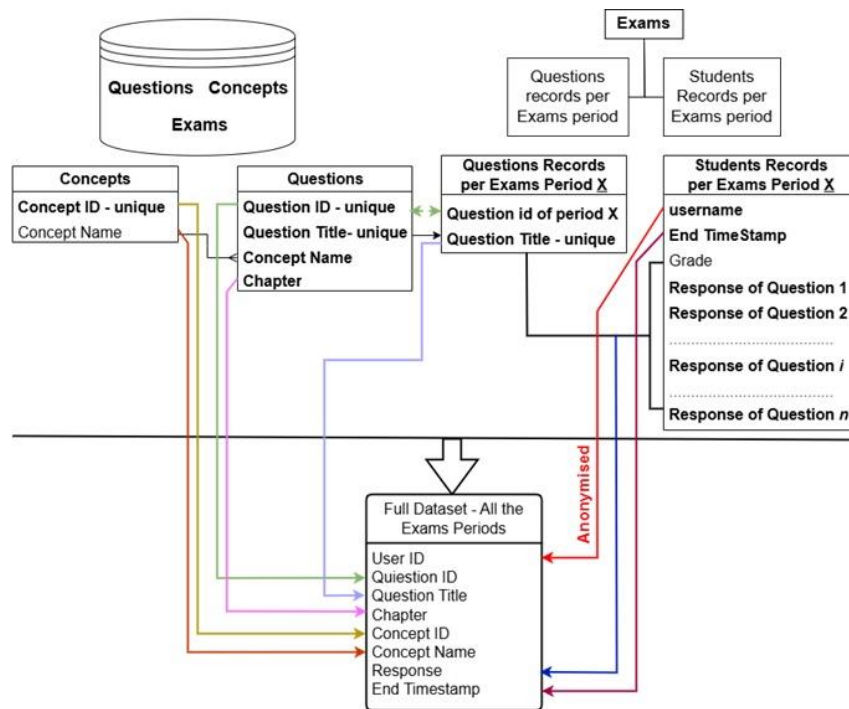 Exams
Questions Concepts
Exams
Questions
records per
Exams period
Students
Records per
Exams period
Concepts
Concept ID - unique
Concept Name
Questions
Question ID - unique
Question Title- unique
Concept Name
Chapter
Questions Records
per Exams Period X
Question id of period X
Question Title - unique
Students Records
per Exams Period X
username
End TimeStamp
Grade
Response of Question 1
Response of Question 2
......................................
Response of Question i
......................................
Response of Question n
Anonymised
Full Dataset - All the
Exams Periods
User ID
Quiestion ID
Question Title
Chapter
Concept ID
Concept Name
Response
End Timestamp